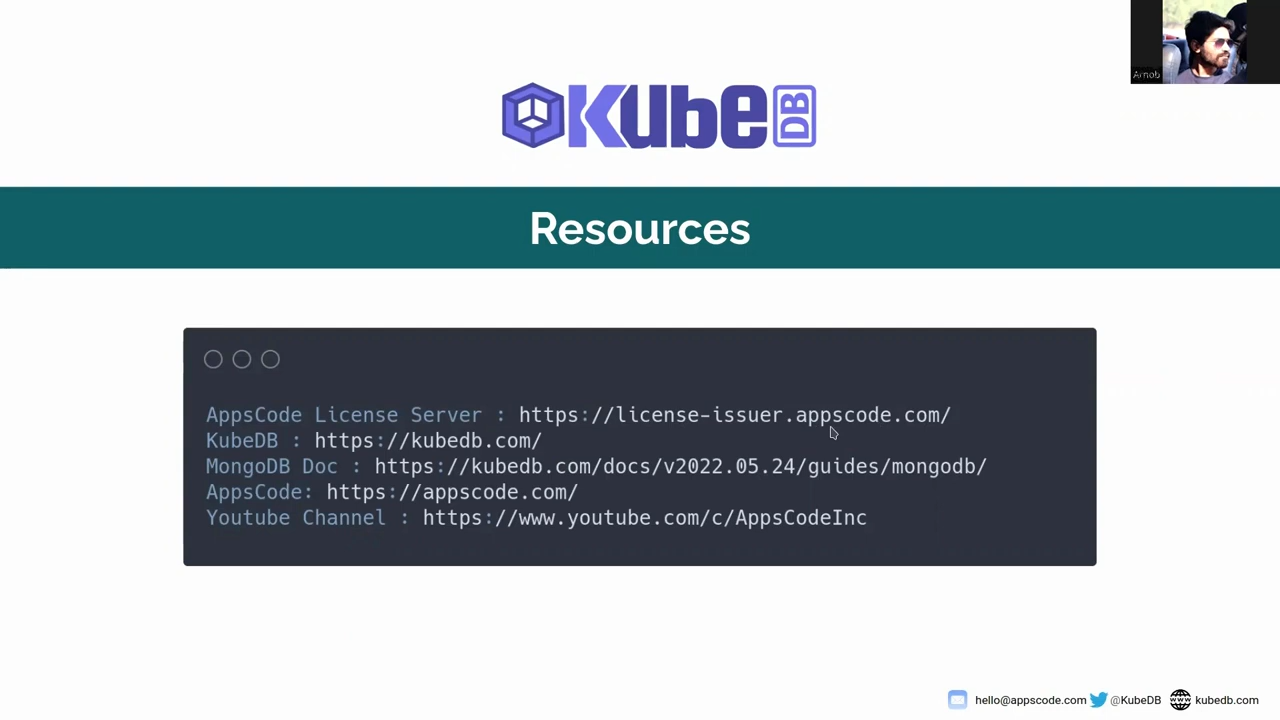 Arnob
KubeDB
Resources
AppsCode License Server : https://license-issuer.appscode.com/
KubeDB : https://kubedb.com/
MongoDB Doc : https://kubedb.com/docs/v2022.05.24/guides/mongodb/
AppsCode: https://appscode.com/
Youtube Channel : https://www.youtube.com/c/AppsCodeInc
hello@appscode.com @KubeDB www kubedb.com